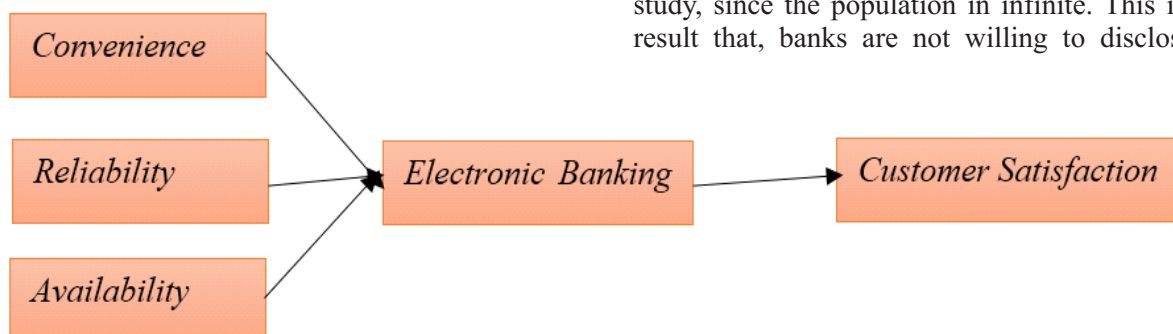 study, since the population in infinite. This i
result that, banks are not willing to disclos
Convenience
Reliability
Electronic Banking
Customer Satisfaction
Availability